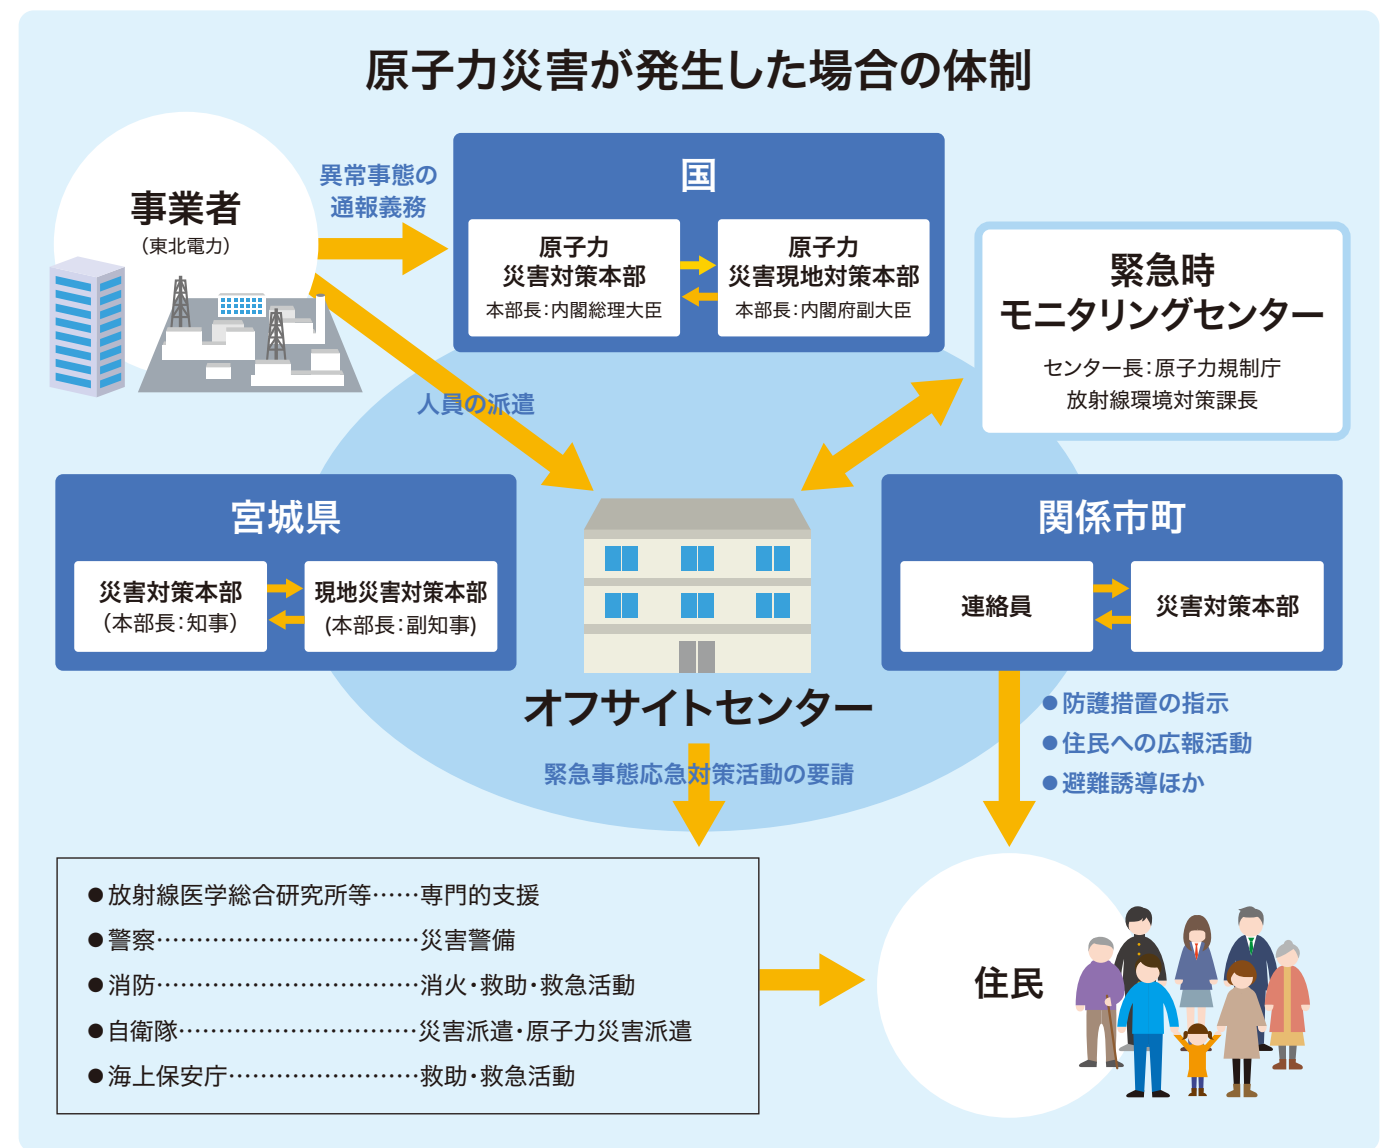 原子力災害が発生した場合の体制
事業者
（東北電力）
異常事態の
通報義務
国
原子力
災害対策本部
本部長：内閣総理大臣
原子力
災害現地対策本部
本部長：内閣府副大臣
緊急時
モニタリングセンター
センター長：原子力規制庁
放射線環境対策課長
人員の派遣
宮城県
災害対策本部
（本部長：知事）
現地災害対策本部
(本部長：副知事)
関係市町
連絡員
災害対策本部
オフサイトセンター
緊急事態応急対策活動の要請
●防護措置の指示
●住民への広報活動
●避難誘導ほか
●放射線医学総合研究所等……専門的支援
●警察……………………………災害警備
●消防……………………………消火・救助・救急活動
●自衛隊…………………………災害派遣・原子力災害派遣
●海上保安庁……………………救助・救急活動
住民